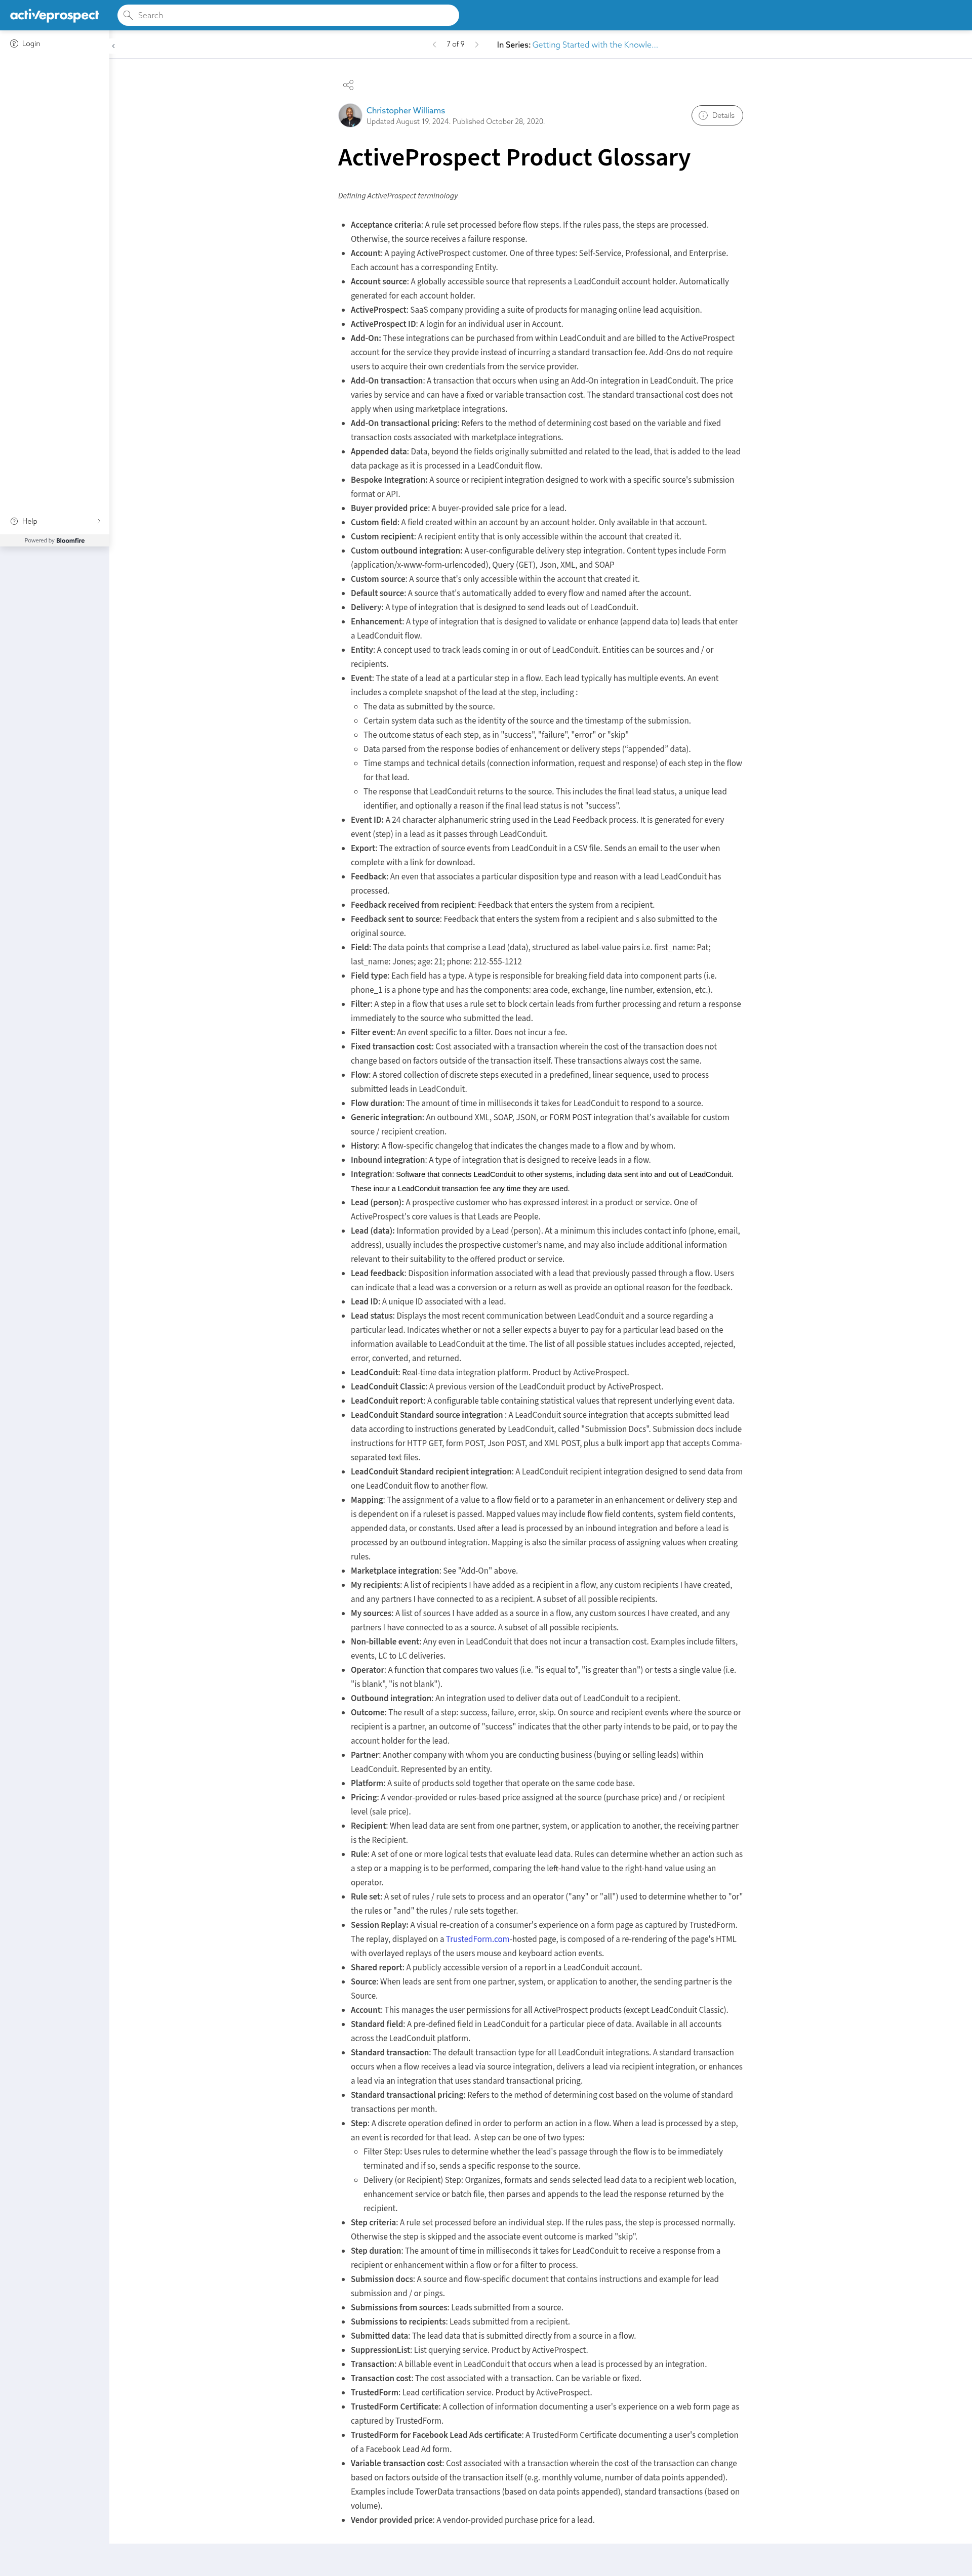 activeprospect
Search
Login
7 of 9
In Series: Getting Started with the Knowle...
Christopher Williams
Updated August 19, 2024. Published October 28, 2020.
Details
ActiveProspect Product Glossary
Defining ActiveProspect terminology
Acceptance criteria: A rule set processed before flow steps. If the rules pass, the steps are processed.
Otherwise, the source receives a failure response.
Account: A paying ActiveProspect customer. One of three types: Self-Service, Professional, and Enterprise.
Each account has a corresponding Entity.
Account source: A globally accessible source that represents a LeadConduit account holder. Automatically
generated for each account holder.
ActiveProspect: SaaS company providing a suite of products for managing online lead acquisition.
ActiveProspect ID: A login for an individual user in Account.
Add-On: These integrations can be purchased from within LeadConduit and are billed to the ActiveProspect
account for the service they provide instead of incurring a standard transaction fee. Add-Ons do not require
users to acquire their own credentials from the service provider.
Add-On transaction: A transaction that occurs when using an Add-On integration in LeadConduit. The price
varies by service and can have a fixed or variable transaction cost. The standard transactional cost does not
apply when using marketplace integrations.
Add-On transactional pricing: Refers to the method of determining cost based on the variable and fixed
transaction costs associated with marketplace integrations.
Appended data: Data, beyond the fields originally submitted and related to the lead, that is added to the lead
data package as it is processed in a LeadConduit flow.
Bespoke Integration: A source or recipient integration designed to work with a specific source's submission
format or API.
Buyer provided price: A buyer-provided sale price for a lead.
Custom field: A field created within an account by an account holder. Only available in that account.
Custom recipient: A recipient entity that is only accessible within the account that created it.
Custom outbound integration: A user-configurable delivery step integration. Content types include Form
(application/x-www-form-urlencoded), Query (GET), Json, XML, and SOAP
Custom source: A source that's only accessible within the account that created it.
Default source: A source that's automatically added to every flow and named after the account.
Delivery: A type of integration that is designed to send leads out of LeadConduit.
Enhancement: A type of integration that is designed to validate or enhance (append data to) leads that enter
a LeadConduit flow.
Entity: A concept used to track leads coming in or out of LeadConduit. Entities can be sources and / or
recipients.
Event: The state of a lead at a particular step in a flow. Each lead typically has multiple events. An event
includes a complete snapshot of the lead at the step, including :
The data as submitted by the source.
Certain system data such as the identity of the source and the timestamp of the submission.
The outcome status of each step, as in "success", "failure", "error" or "skip"
Data parsed from the response bodies of enhancement or delivery steps ("appended" data).
Time stamps and technical details (connection information, request and response) of each step in the flow
for that lead.
The response that LeadConduit returns to the source. This includes the final lead status, a unique lead
identifier, and optionally a reason if the final lead status is not "success".
Event ID: A 24 character alphanumeric string used in the Lead Feedback process. It is generated for every
event (step) in a lead as it passes through LeadConduit.
Export: The extraction of source events from LeadConduit in a CSV file. Sends an email to the user when
complete with a link for download.
Feedback: An even that associates a particular disposition type and reason with a lead LeadConduit has
processed.
Feedback received from recipient: Feedback that enters the system from a recipient.
Feedback sent to source: Feedback that enters the system from a recipient and s also submitted to the
original source.
Field: The data points that comprise a Lead (data), structured as label-value pairs i.e. first_name: Pat;
last_name: Jones; age: 21; phone: 212-555-1212
Field type: Each field has a type. A type is responsible for breaking field data into component parts (i.e.
phone_1 is a phone type and has the components: area code, exchange, line number, extension, etc.).
Filter: A step in a flow that uses a rule set to block certain leads from further processing and return a response
immediately to the source who submitted the lead.
Filter event: An event specific to a filter. Does not incur a fee.
Fixed transaction cost: Cost associated with a transaction wherein the cost of the transaction does not
change based on factors outside of the transaction itself. These transactions always cost the same.
Flow: A stored collection of discrete steps executed in a predefined, linear sequence, used to process
submitted leads in LeadConduit.
Flow duration: The amount of time in milliseconds it takes for LeadConduit to respond to a source.
Generic integration: An outbound XML, SOAP, JSON, or FORM POST integration that's available for custom
source / recipient creation.
History: A flow-specific changelog that indicates the changes made to a flow and by whom.
Inbound integration: A type of integration that is designed to receive leads in a flow.
Integration: Software that connects LeadConduit to other systems, including data sent into and out of LeadConduit.
These incur a LeadConduit transaction fee any time they are used.
Lead (person): A prospective customer who has expressed interest in a product or service. One of
ActiveProspect's core values is that Leads are People.
Lead (data): Information provided by a Lead (person). At a minimum this includes contact info (phone, email,
address), usually includes the prospective customer's name, and may also include additional information
relevant to their suitability to the offered product or service.
Lead feedback: Disposition information associated with a lead that previously passed through a flow. Users
can indicate that a lead was a conversion or a return as well as provide an optional reason for the feedback.
Lead ID: A unique ID associated with a lead.
Lead status: Displays the most recent communication between LeadConduit and a source regarding a
particular lead. Indicates whether or not a seller expects a buyer to pay for a particular lead based on the
information available to LeadConduit at the time. The list of all possible statues includes accepted, rejected,
error, converted, and returned.
LeadConduit: Real-time data integration platform. Product by ActiveProspect.
LeadConduit Classic: A previous version of the LeadConduit product by ActiveProspect.
LeadConduit report: A configurable table containing statistical values that represent underlying event data.
LeadConduit Standard source integration : A LeadConduit source integration that accepts submitted lead
data according to instructions generated by LeadConduit, called "Submission Docs". Submission docs include
instructions for HTTP GET, form POST, Json POST, and XML POST, plus a bulk import app that accepts Comma-
separated text files.
LeadConduit Standard recipient integration: A LeadConduit recipient integration designed to send data from
one LeadConduit flow to another flow.
Mapping: The assignment of a value to a flow field or to a parameter in an enhancement or delivery step and
is dependent on if a ruleset is passed. Mapped values may include flow field contents, system field contents,
appended data, or constants. Used after a lead is processed by an inbound integration and before a lead is
processed by an outbound integration. Mapping is also the similar process of assigning values when creating
rules.
Marketplace integration: See "Add-On" above.
My recipients: A list of recipients I have added as a recipient in a flow, any custom recipients I have created,
and any partners I have connected to as a recipient. A subset of all possible recipients.
My sources: A list of sources I have added as a source in a flow, any custom sources I have created, and any
partners I have connected to as a source. A subset of all possible recipients.
Non-billable event: Any even in LeadConduit that does not incur a transaction cost. Examples include filters,
events, LC to LC deliveries.
Operator: A function that compares two values (i.e. "is equal to", "is greater than") or tests a single value (i.e.
"is blank", "is not blank").
Outbound integration: An integration used to deliver data out of LeadConduit to a recipient.
Outcome: The result of a step: success, failure, error, skip. On source and recipient events where the source or
recipient is a partner, an outcome of "success" indicates that the other party intends to be paid, or to pay the
account holder for the lead.
Partner: Another company with whom you are conducting business (buying or selling leads) within
LeadConduit. Represented by an entity.
Platform: A suite of products sold together that operate on the same code base.
Pricing: A vendor-provided or rules-based price assigned at the source (purchase price) and / or recipient
level (sale price).
Recipient: When lead data are sent from one partner, system, or application to another, the receiving partner
is the Recipient.
Rule: A set of one or more logical tests that evaluate lead data. Rules can determine whether an action such as
a step or a mapping is to be performed, comparing the left-hand value to the right-hand value using an
operator.
Rule set: A set of rules / rule sets to process and an operator ("any" or "all") used to determine whether to "or"
the rules or "and" the rules / rule sets together.
Session Replay: A visual re-creation of a consumer's experience on a form page as captured by TrustedForm.
The replay, displayed on a TrustedForm.com-hosted page, is composed of a re-rendering of the page's HTML
with overlayed replays of the users mouse and keyboard action events.
Shared report: A publicly accessible version of a report in a LeadConduit account.
Source: When leads are sent from one partner, system, or application to another, the sending partner is the
Source.
Account: This manages the user permissions for all ActiveProspect products (except LeadConduit Classic).
Standard field: A pre-defined field in LeadConduit for a particular piece of data. Available in all accounts
across the LeadConduit platform.
Standard transaction: The default transaction type for all LeadConduit integrations. A standard transaction
occurs when a flow receives a lead via source integration, delivers a lead via recipient integration, or enhances
a lead via an integration that uses standard transactional pricing.
Standard transactional pricing: Refers to the method of determining cost based on the volume of standard
transactions per month.
Step: A discrete operation defined in order to perform an action in a flow. When a lead is processed by a step,
an event is recorded for that lead. A step can be one of two types:
Filter Step: Uses rules to determine whether the lead's passage through the flow is to be immediately
terminated and if so, sends a specific response to the source.
Delivery (or Recipient) Step: Organizes, formats and sends selected lead data to a recipient web location,
enhancement service or batch file, then parses and appends to the lead the response returned by the
recipient.
Step criteria: A rule set processed before an individual step. If the rules pass, the step is processed normally.
Otherwise the step is skipped and the associate event outcome is marked "skip".
Step duration: The amount of time in milliseconds it takes for LeadConduit to receive a response from a
recipient or enhancement within a flow or for a filter to process.
Submission docs: A source and flow-specific document that contains instructions and example for lead
submission and / or pings.
Submissions from sources: Leads submitted from a source.
Submissions to recipients: Leads submitted from a recipient.
Submitted data: The lead data that is submitted directly from a source in a flow.
SuppressionList: List querying service. Product by ActiveProspect.
Transaction: A billable event in LeadConduit that occurs when a lead is processed by an integration.
Transaction cost: The cost associated with a transaction. Can be variable or fixed.
TrustedForm: Lead certification service. Product by ActiveProspect.
TrustedForm Certificate: A collection of information documenting a user's experience on a web form page as
captured by TrustedForm.
TrustedForm for Facebook Lead Ads certificate: A TrustedForm Certificate documenting a user's completion
of a Facebook Lead Ad form.
Variable transaction cost: Cost associated with a transaction wherein the cost of the transaction can change
based on factors outside of the transaction itself (e.g. monthly volume, number of data points appended).
Examples include TowerData transactions (based on data points appended), standard transactions (based on
volume).
Vendor provided price: A vendor-provided purchase price for a lead.
Help
Powered by Bloomfire